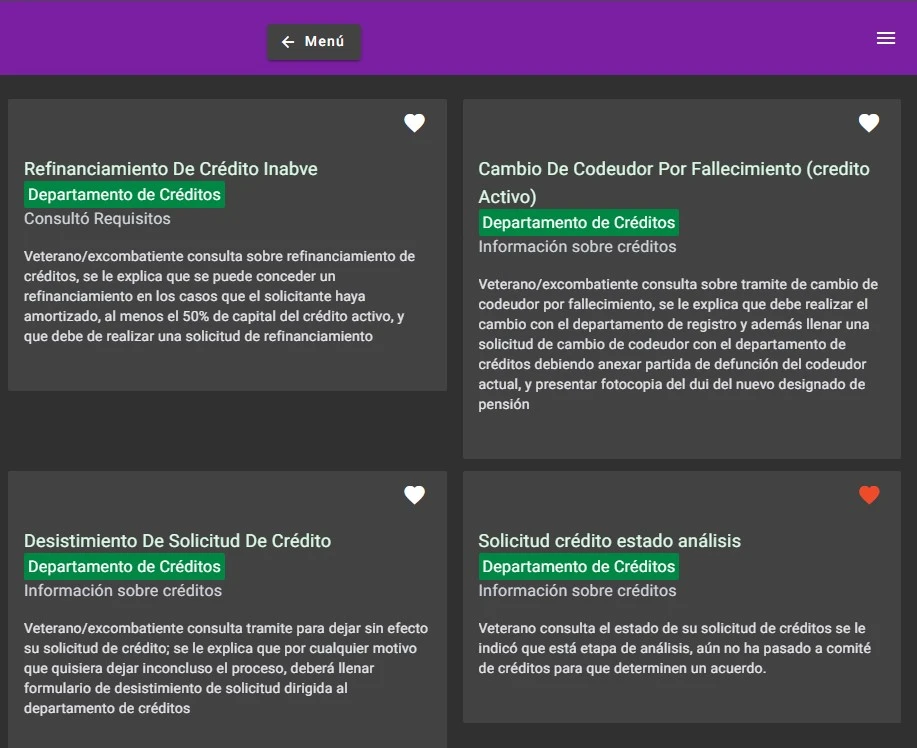 Menú
Refinanciamiento De Crédito Inabve
Departamento de Créditos
Consultó Requisitos
Veterano/excombatiente consulta sobre refinanciamiento de
créditos, se le explica que se puede conceder un
refinanciamiento en los casos que el solicitante haya
amortizado, al menos el 50% de capital del crédito activo, y
que debe de realizar una solicitud de refinanciamiento
Cambio De Codeudor Por Fallecimiento (credito
Activo)
Departamento de Créditos
Información sobre créditos
Veterano/excombatiente consulta sobre tramite de cambio de
codeudor por fallecimiento, se le explica que debe realizar el
cambio con el departamento de registro y además llenar una
solicitud de cambio de codeudor con el departamento de
créditos debiendo anexar partida de defunción del codeudor
actual, y presentar fotocopia del dui del nuevo designado de
pensión
Desistimiento De Solicitud De Crédito
Departamento de Créditos
Información sobre créditos
Veterano/excombatiente consulta tramite para dejar sin efecto
su solicitud de crédito; se le explica que por cualquier motivo
que quisiera dejar inconcluso el proceso, deberá llenar
formulario de desistimiento de solicitud dirigida al
departamento de créditos
Solicitud crédito estado análisis
Departamento de Créditos
Información sobre créditos
Veterano consulta el estado de su solicitud de créditos se le
indicó que está etapa de análisis, aún no ha pasado a comité
de créditos para que determinen un acuerdo.